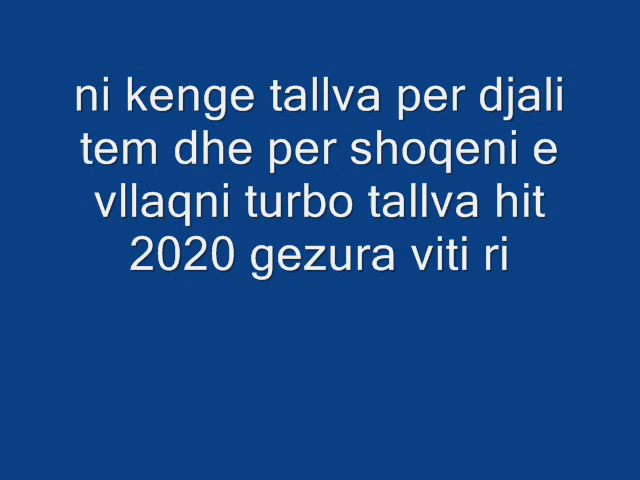 ni kenge tallva per djali
tem dhe per shoqeni e
vllaqni turbo tallva hit
2020 gezura viti ri